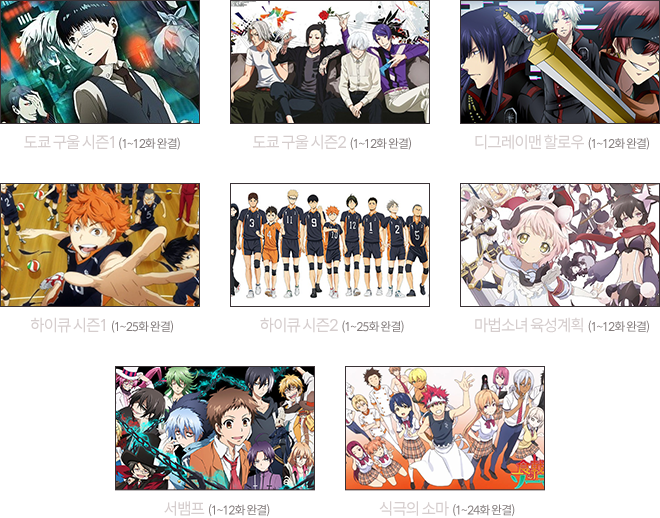 도쿄 구울 시즌1 (1~12화 완결)
도쿄 구울 시즌2 (1~12화 완결)
디그레이맨 할로우 (1~12화 완결)
하이큐 시즌1 (1~25화 완결)
하이큐 시즌2 (1~25화 완결)
마법소녀 육성계획 (1~12화 완결)
서뱀프 (1~12화 완결)
식극의 소마 (1~24화 완결)